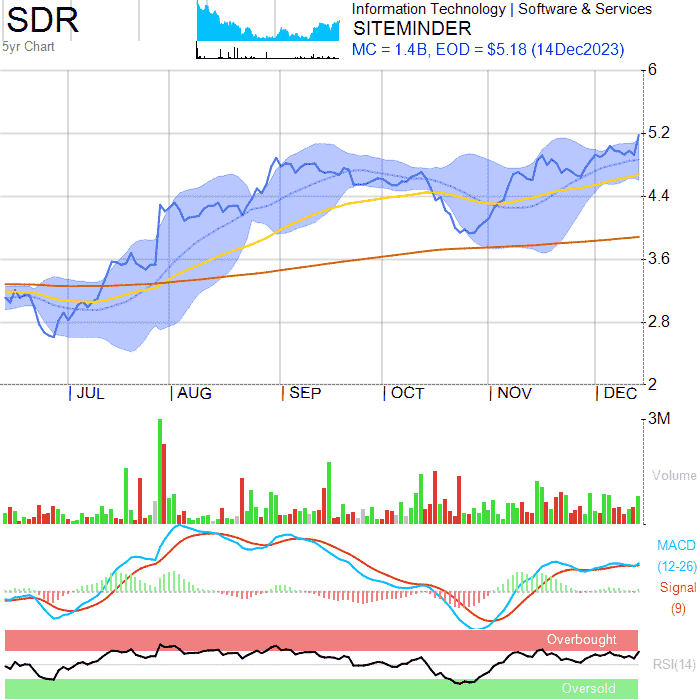 SDR
5yr Chart
Information Technology | Software & Services
SITEMINDER
MC = 1.4B, EOD = $5.18 (14Dec2023)
6
5.2
4.4
3.6
2.8
2
JUL AUG SEP OCT NOV DEC
3M
Volume
MACD
(12-26)
Signal
(9)
Overbought
RSI(14)
Oversold